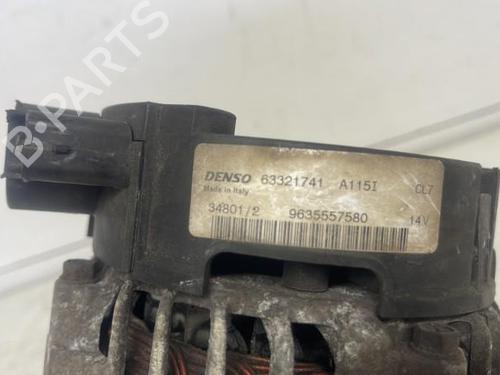 B-PARTS
DENSO 63321741 A115I CL7
Made in Italy
34801/2 9635557580 14V